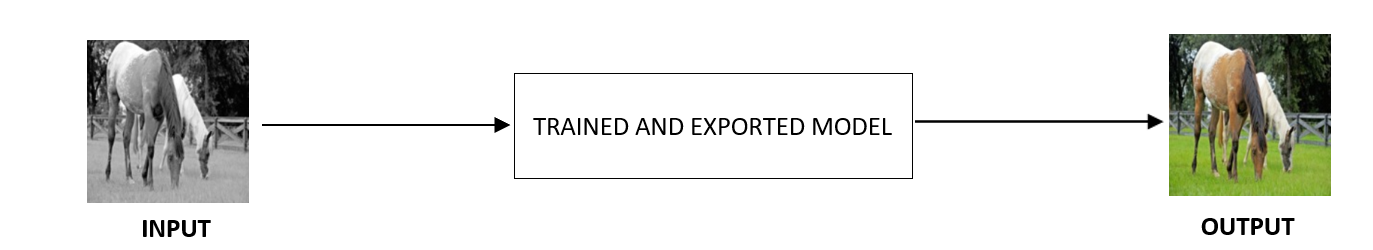 TRAINED AND EXPORTED MODEL
INPUT
OUTPUT